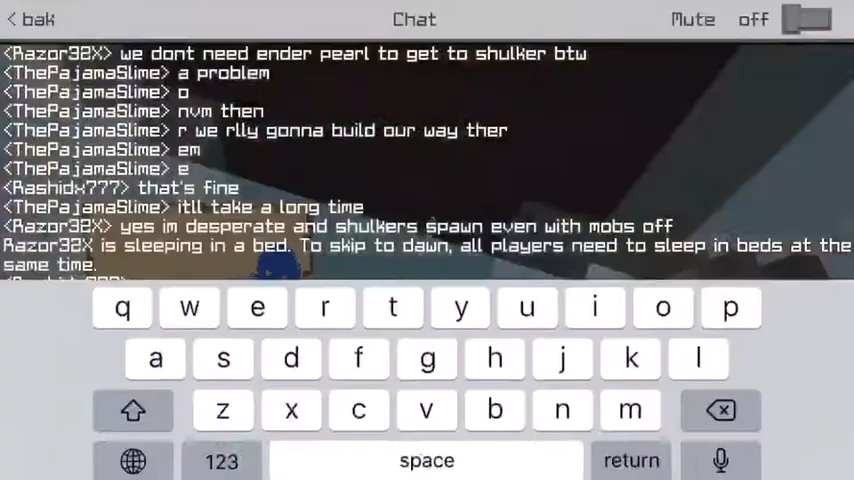 < bak Chat Mute off
<Razor32X> we dont need ender pearl to get to shulker btw
<ThePajamaSlime> a problem
<ThePajamaSlime> o
<ThePajamaSlime> nvm then
<ThePajamaSlime> r we rlly gonna build our way ther
<ThePajamaSlime> em
<ThePajamaSlime> e
<Rashidx777> that's fine
<ThePajamaSlime> itll take a long time
<Razor32X> yes im desperate and shulkers spawn even with mobs off
Razor32X is sleeping in a bed. To skip to dawn, all players need to sleep in beds at the
same time.
q w e r t y u i o p
a s d f g h j k l
z x c v b n m
123 space return